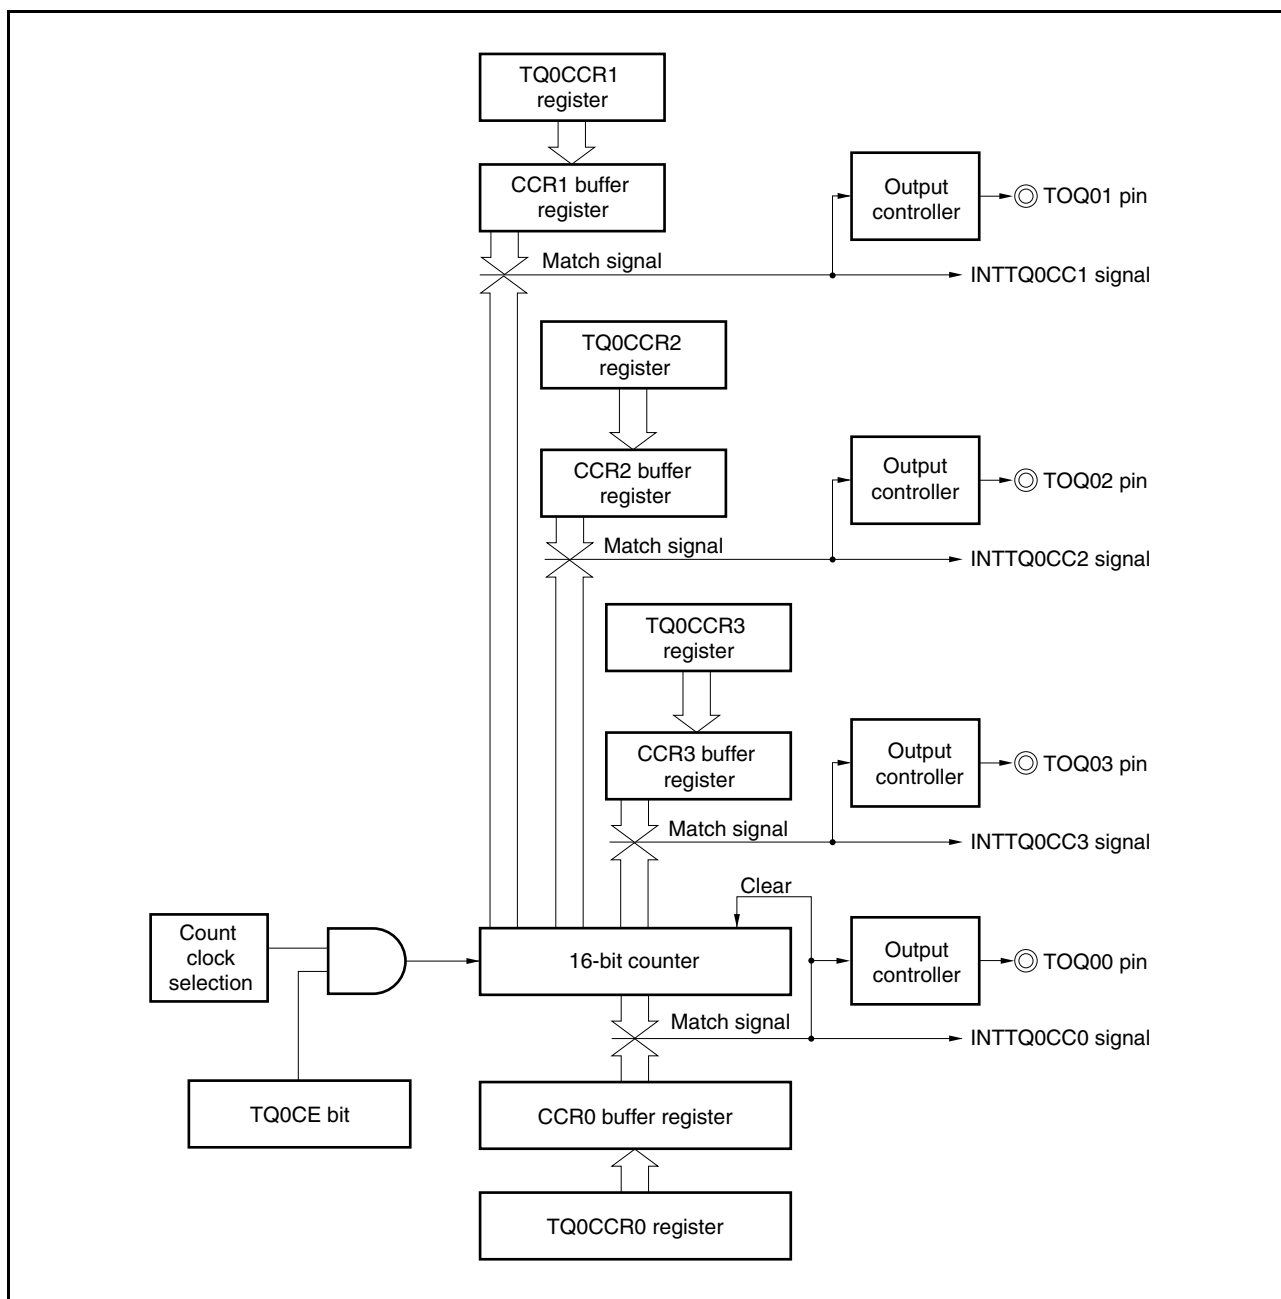 TQ0CCR1
register
CCR1 buffer
register
Output
controller
TOQ01 pin
Match signal
INTTQ0CC1 signal
TQ0CCR2
register
CCR2 buffer
register
Output
controller
TOQ02 pin
Match signal
INTTQ0CC2 signal
TQ0CCR3
register
CCR3 buffer
register
Output
controller
TOQ03 pin
Match signal
INTTQ0CC3 signal
Clear
Count
clock
selection
16-bit counter
Output
controller
TOQ00 pin
Match signal
INTTQ0CC0 signal
TQ0CE bit
CCR0 buffer register
TQ0CCR0 register